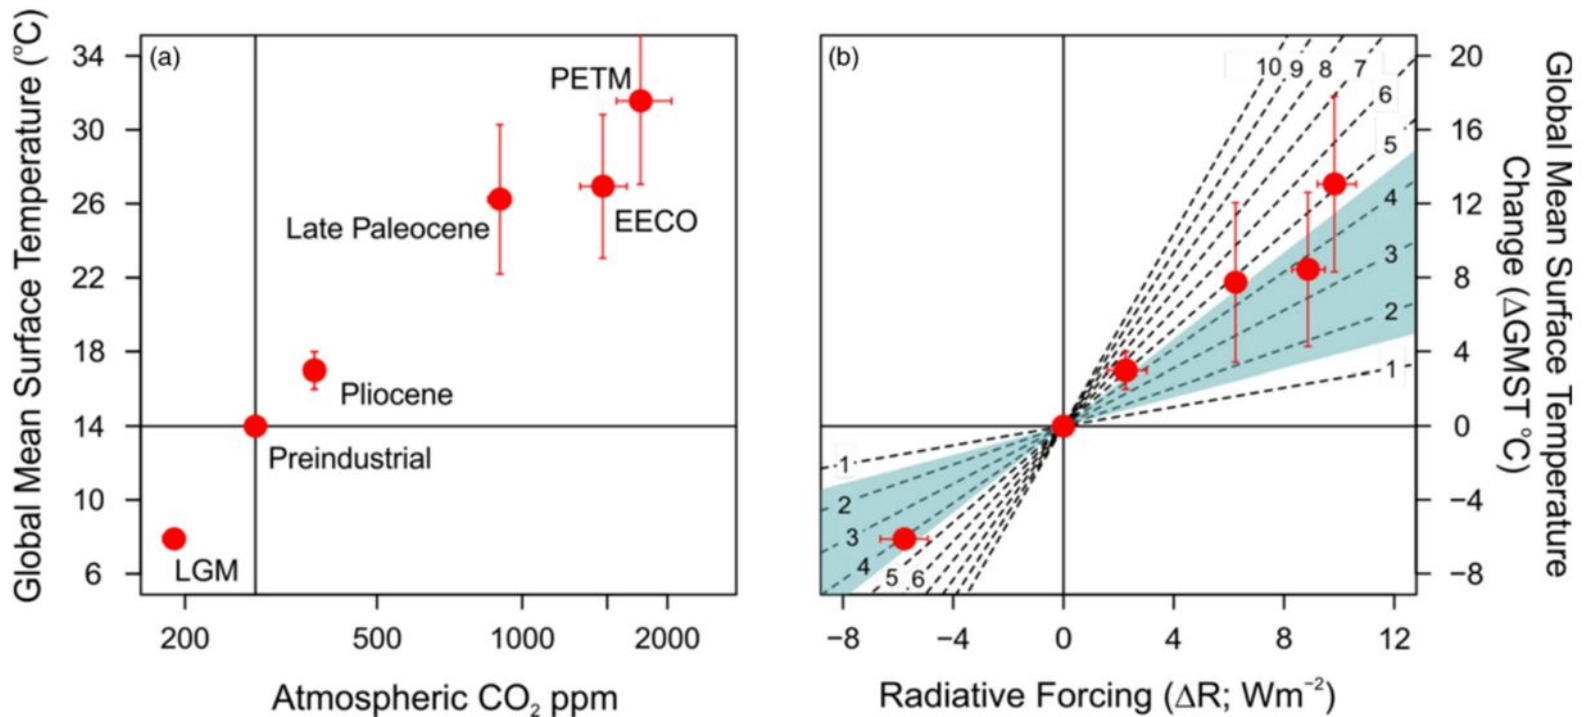 (a)
Global Mean Surface Temperature (°C)
34
30
26
22
18
14
10
6
PETM
Late Paleocene
EECO
Pliocene
Preindustrial
LGM
200
500
1000
2000
Atmospheric CO₂ ppm
(b)
10 9 8 7
6
5
4
3
2
1
1
2
3
4
5 6
20
16
12
8
4
0
−4
−8
Global Mean Surface Temperature
Change (ΔGMST °C)
−8
−4
0
4
8
12
Radiative Forcing (ΔR; Wm⁻²)